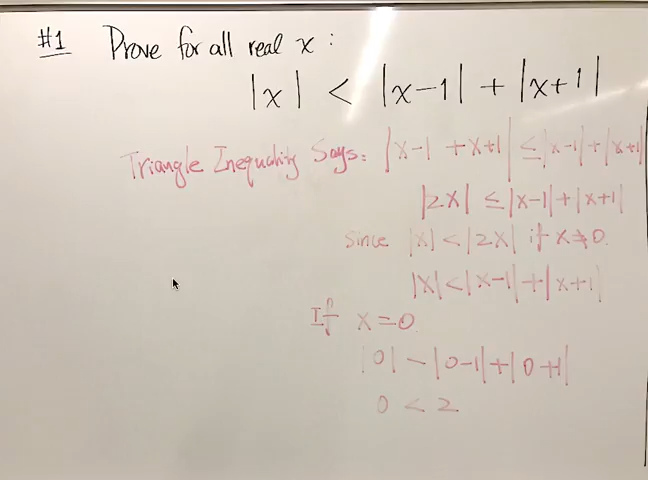 #1 Prove for all real x :
|x| < |x-1| + |x+1|
Triangle Inequality Says: |x-1 +x+1| ≤ |x-1|+|x+1|
|2x| ≤ |x-1|+|x+1|
since |x| < |2x| if x≠0.
|x|<|x-1|+|x+1|
If x=0.
|0| - |0-1|+|0+1|
0 < 2